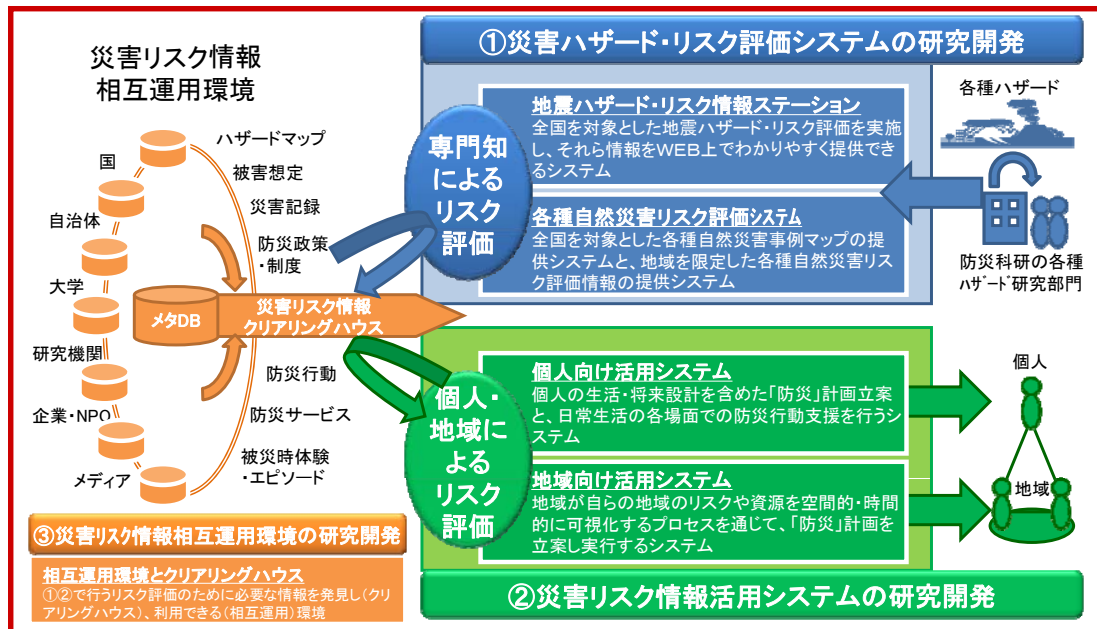 災害リスク情報
相互運用環境
国
自治体
大学
研究機関
企業・NPO
メディア
ハザードマップ
被害想定
災害記録
防災政策
・制度
メタDB
災害リスク情報
クリアリングハウス
防災行動
防災サービス
被災時体験
・エピソード
③災害ﾘｽｸ情報相互運用環境の研究開発
相互運用環境とクリアリングハウス
①②で行うリスク評価のために必要な情報を発見し(クリ
アリングハウス)、利用できる(相互運用)環境
①災害ハザード・リスク評価システムの研究開発
専門知
による
リスク
評価
地震ハザード・リスク情報ステーション
全国を対象とした地震ハザード・リスク評価を実施
し、それら情報をWEB上でわかりやすく提供でき
るシステム
各種自然災害リスク評価ｼｽﾃﾑ
全国を対象とした各種自然災害事例マップの提
供システムと、地域を限定した各種自然災害リス
ク評価情報の提供システム
各種ハザード
防災科研の各種
ﾊｻﾞｰﾄﾞ研究部門
個人・
地域に
よる
リスク
評価
個人向け活用システム
個人の生活・将来設計を含めた「防災」計画立案
と、日常生活の各場面での防災行動支援を行うシ
ステム
地域向け活用システム
地域が自らの地域のリスクや資源を空間的・時間
的に可視化するプロセスを通じて、「防災」計画を
立案し実行するシステム
個人
地域
②災害リスク情報活用システムの研究開発